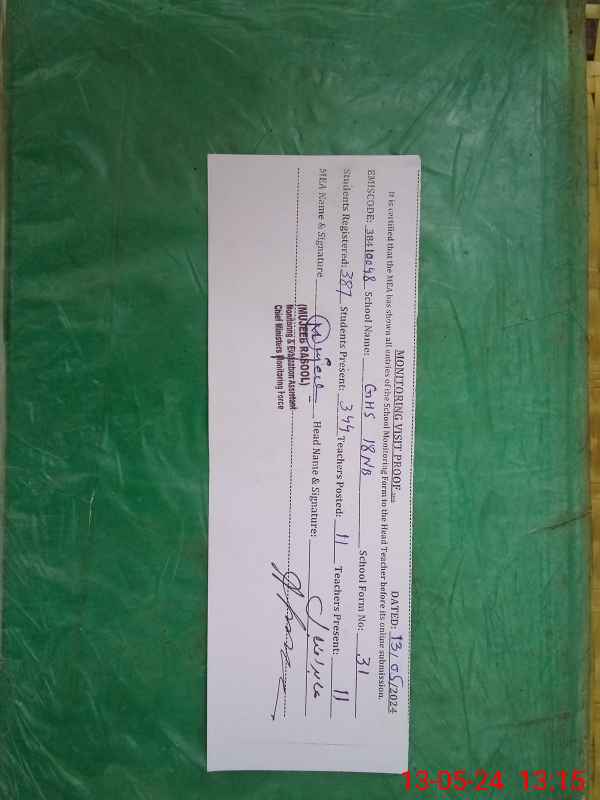 MONITORING VISIT PROOF DATED: 13/05/2024
It is certified that the MEA has shown all entries of the School Monitoring Form to the Head Teacher before its online submission.
EMISCODE: 38410098 School Name: GHS 18NB School Form No: 31
Students Registered: 387 Students Present: 344 Teachers Posted: 11 Teachers Present: 11
MEA Name & Signature Mujeeb Head Name & Signature:
(MUJEEB RASOOL)
Monitoring & Evaluation Assistant
Chief Ministers Monitoring Force
13-05-24 13:15